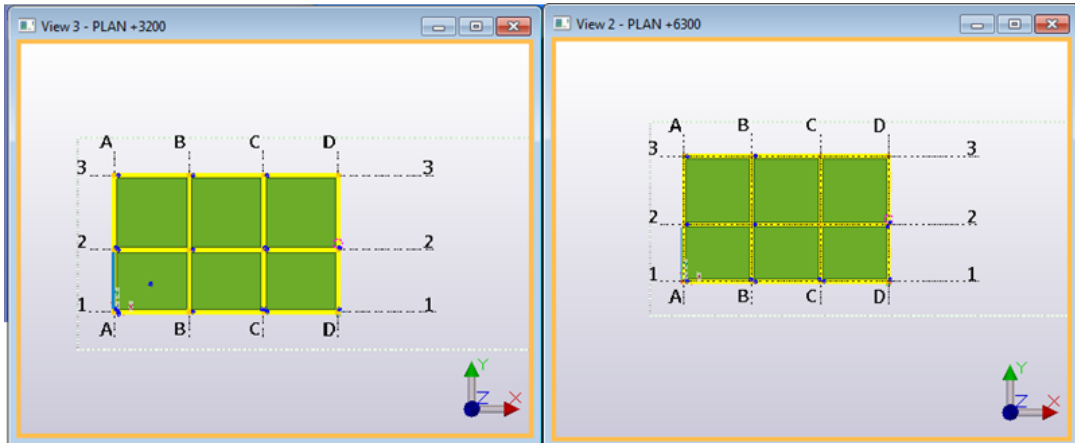 View 3 - PLAN +3200
A B C D
3 3
2 2
1 1
A B C D
Y
Z X
View 2 - PLAN +6300
A B C D
3 3
2 2
1 1
A B C D
Y
Z X